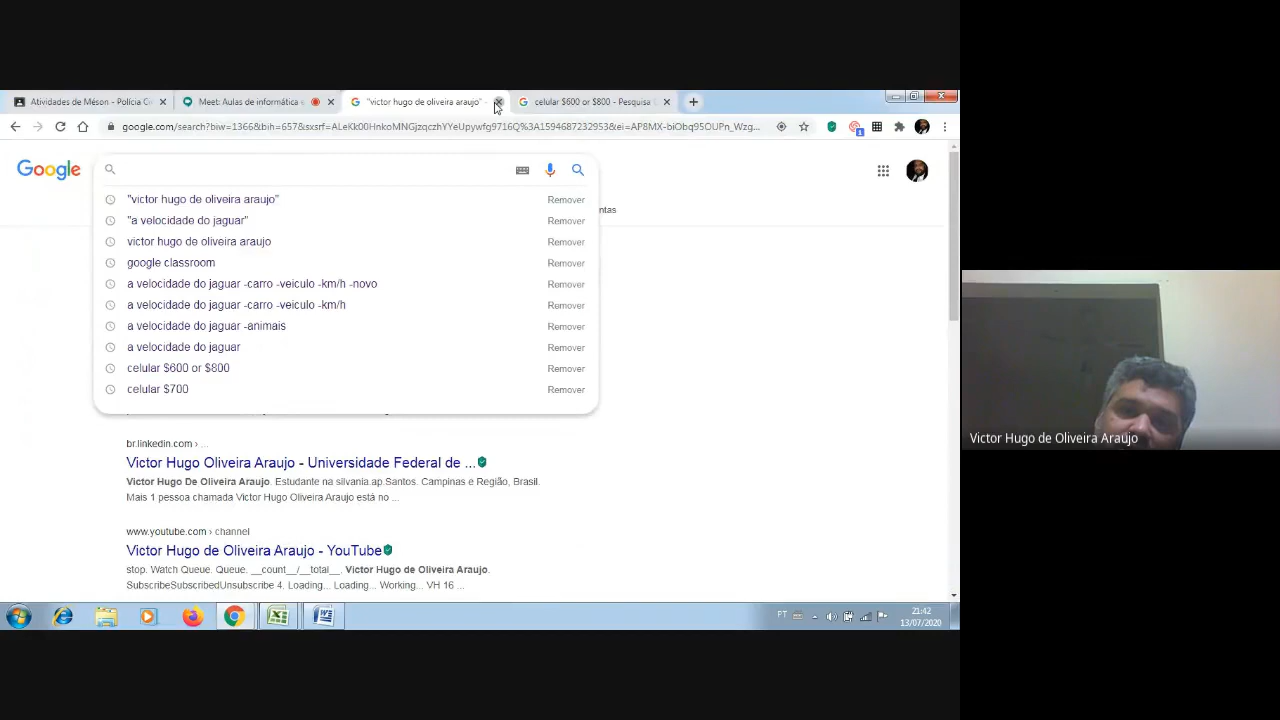 Atividades de Méson - Polícia Ci
Meet: Aulas de informática e
"victor hugo de oliveira araujo" -
celular $600 or $800 - Pesquisa
google.com/search?biw=1366&bih=657&sxsrf=ALeKk00HnkoMNGjzqczhYYeUpywfg9716Q%3A1594687232953&ei=AP8MX-biObq95OUPn_Wzg...
1
Google
"victor hugo de oliveira araujo" Remover
"a velocidade do jaguar" Remover
ntas
victor hugo de oliveira araujo Remover
google classroom Remover
a velocidade do jaguar -carro -veiculo -km/h -novo Remover
a velocidade do jaguar -carro -veiculo -km/h Remover
a velocidade do jaguar -animais Remover
a velocidade do jaguar Remover
celular $600 or $800 Remover
celular $700 Remover
br.linkedin.com › ...
Victor Hugo Oliveira Araujo - Universidade Federal de ...
Victor Hugo De Oliveira Araujo. Estudante na silvania.ap.Santos. Campinas e Região, Brasil.
Mais 1 pessoa chamada Victor Hugo Oliveira Araujo está no ...
www.youtube.com › channel
Victor Hugo de Oliveira Araujo - YouTube
stop. Watch Queue. Queue. __count__/__total__. Victor Hugo de Oliveira Araujo.
SubscribeSubscribedUnsubscribe 4. Loading... Loading... Working... VH 16 ...
PT
21:42
13/07/2020
Victor Hugo de Oliveira Araujo